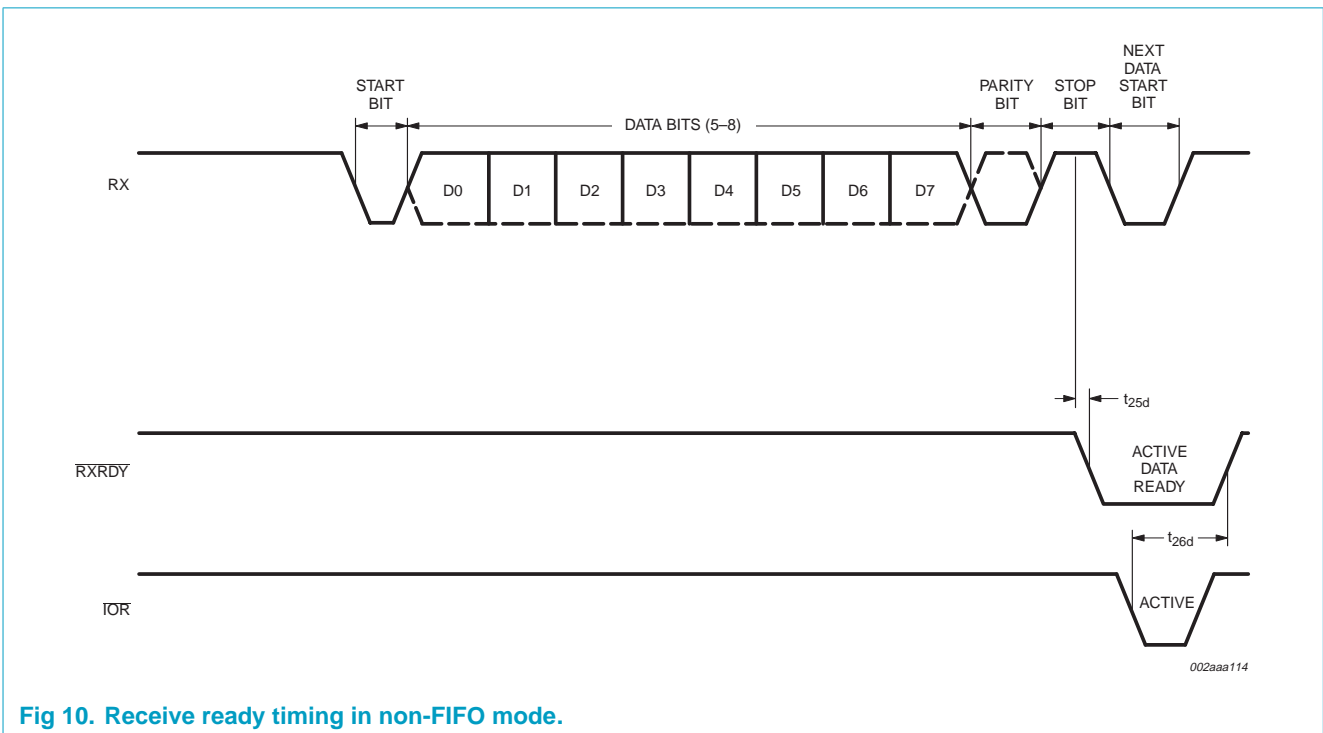 START
BIT
DATA BITS (5–8)
PARITY
BIT
STOP
BIT
NEXT
DATA
START
BIT
RX
D0 D1 D2 D3 D4 D5 D6 D7
t25d
RXRDY
ACTIVE
DATA
READY
t26d
IOR
ACTIVE
002aaa114
Fig 10. Receive ready timing in non-FIFO mode.